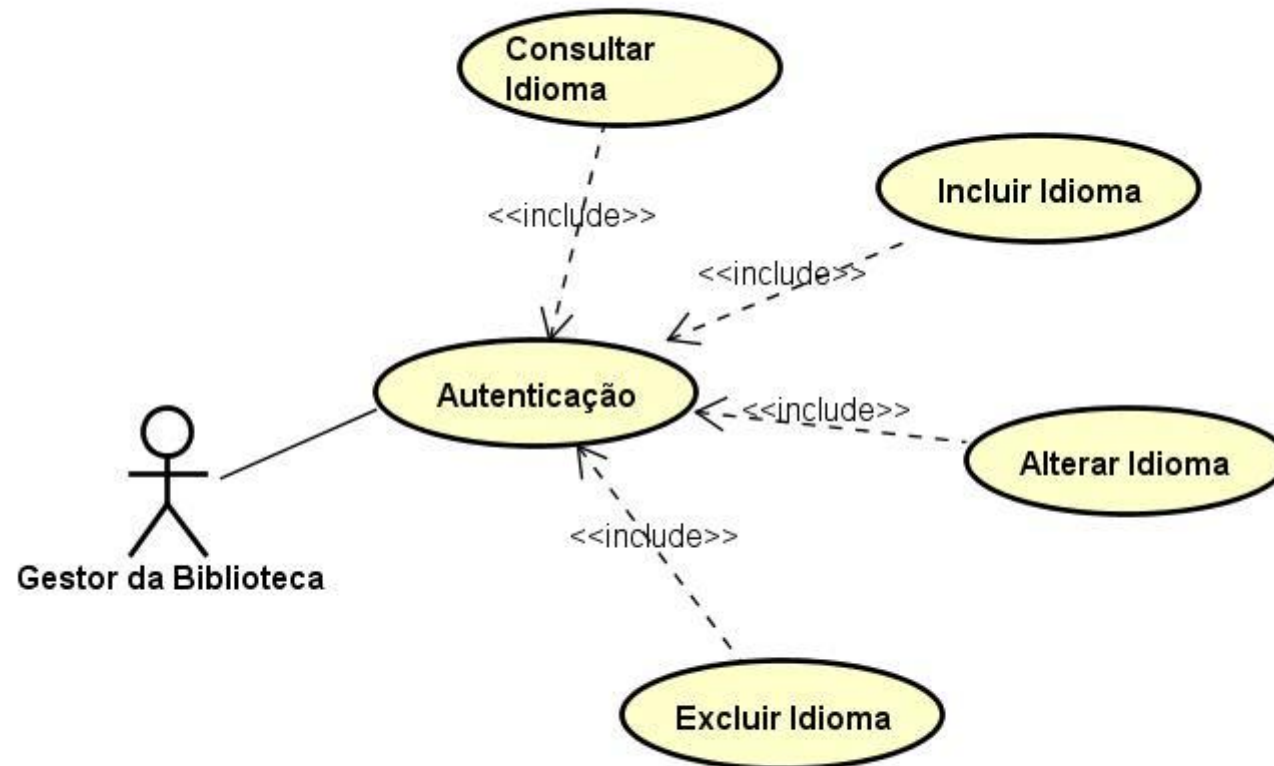 Consultar
Idioma
Incluir Idioma
<<include>>
<<include>>
Autenticação
<<include>>
Alterar Idioma
<<include>>
Gestor da Biblioteca
Excluir Idioma